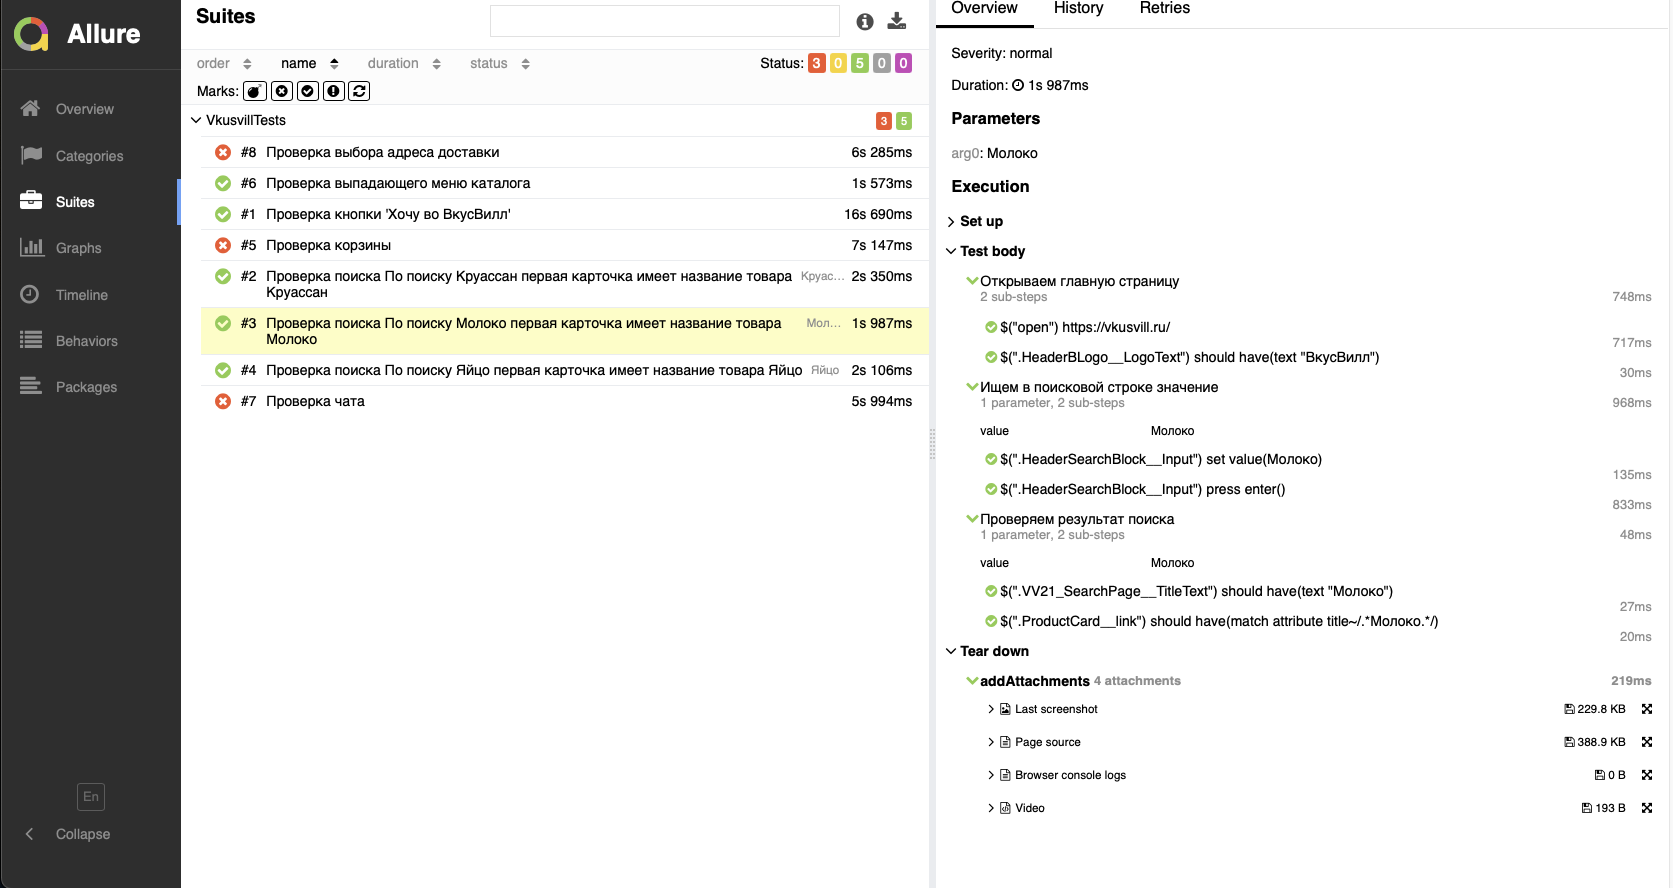 Allure
Overview
Categories
Suites
Graphs
Timeline
Behaviors
Packages
En
Collapse
Suites
order name duration status Status: 3 0 5 0 0
Marks:
VkusvillTests 3 5
#8 Проверка выбора адреса доставки 6s 285ms
#6 Проверка выпадающего меню каталога 1s 573ms
#1 Проверка кнопки 'Хочу во ВкусВилл' 16s 690ms
#5 Проверка корзины 7s 147ms
#2 Проверка поиска По поиску Круассан первая карточка имеет название товара Круас... 2s 350ms
Круассан
#3 Проверка поиска По поиску Молоко первая карточка имеет название товара Мол... 1s 987ms
Молоко
#4 Проверка поиска По поиску Яйцо первая карточка имеет название товара Яйцо Яйцо 2s 106ms
#7 Проверка чата 5s 994ms
Overview History Retries
Severity: normal
Duration: 1s 987ms
Parameters
arg0: Молоко
Execution
Set up
Test body
Открываем главную страницу
2 sub-steps 748ms
$("open") https://vkusvill.ru/
717ms
$(".HeaderBLogo__LogoText") should have(text "ВкусВилл")
30ms
Ищем в поисковой строке значение
1 parameter, 2 sub-steps 968ms
value Молоко
$(".HeaderSearchBlock__Input") set value(Молоко)
135ms
$(".HeaderSearchBlock__Input") press enter()
833ms
Проверяем результат поиска
1 parameter, 2 sub-steps 48ms
value Молоко
$(".VV21_SearchPage__TitleText") should have(text "Молоко")
27ms
$(".ProductCard__link") should have(match attribute title~/.*Молоко.*/)
20ms
Tear down
addAttachments 4 attachments 219ms
Last screenshot 229.8 KB
Page source 388.9 KB
Browser console logs 0 B
Video 193 B